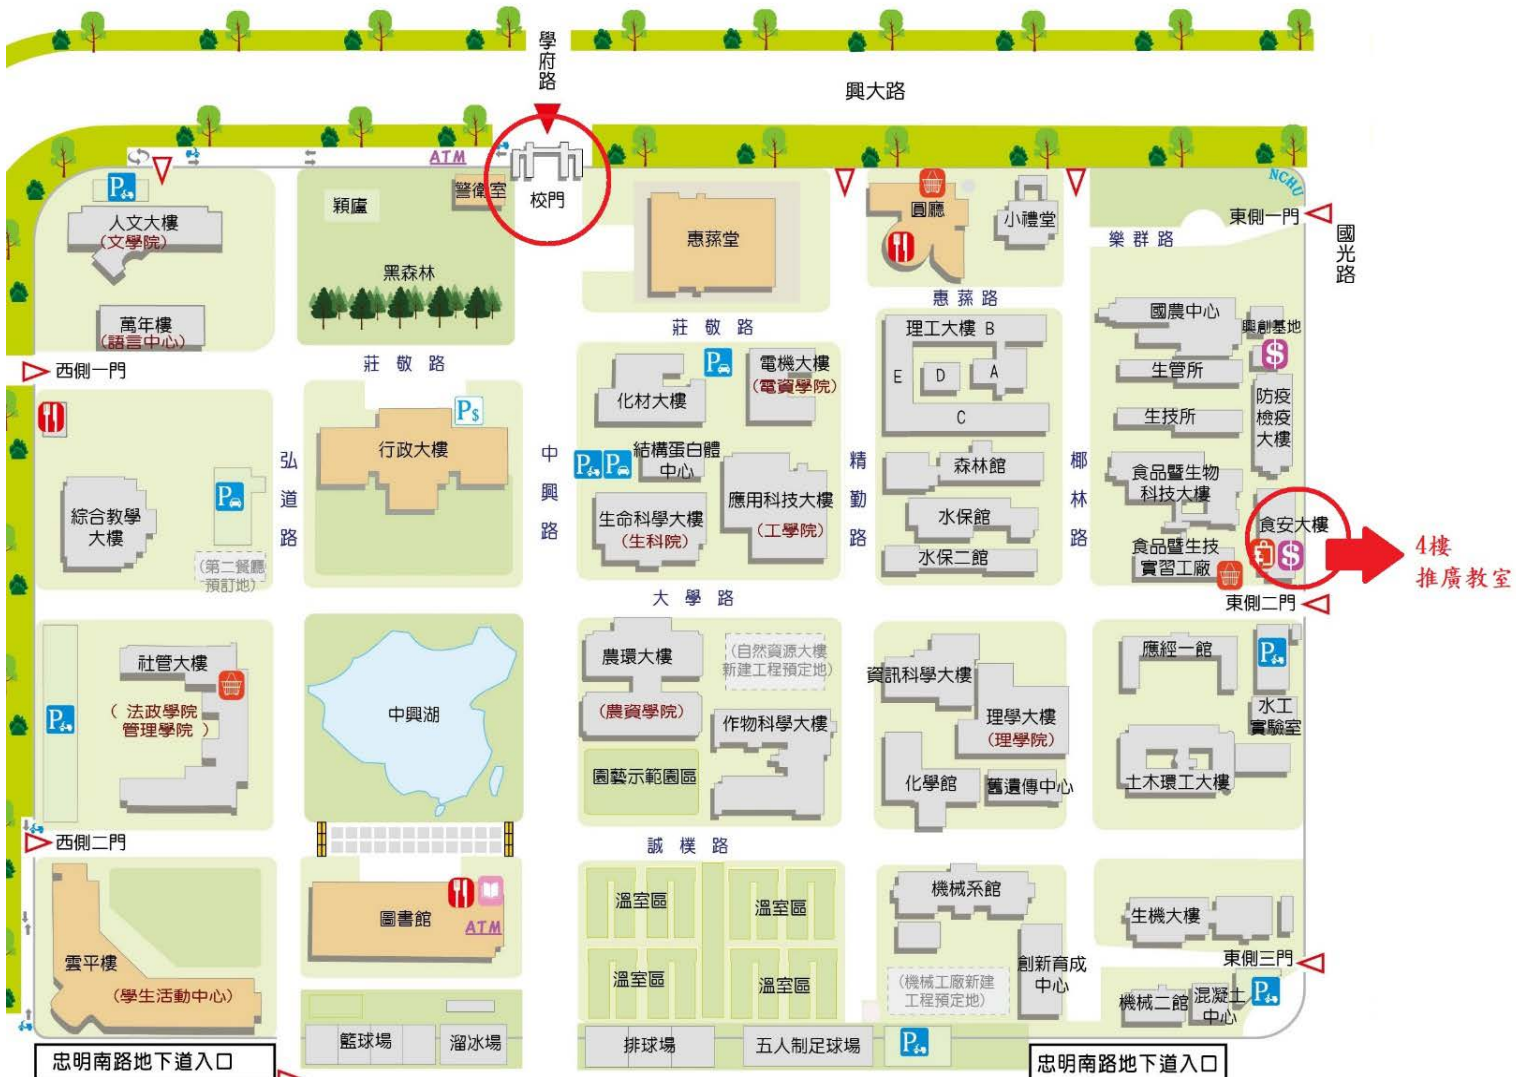 學府路
興大路
ATM
校門
警衛室
穎廬
人文大樓
(文學院)
黑森林
萬年樓
(語言中心)
惠蓀堂
圓廳
小禮堂
NCHU
東側一門
國光路
樂群路
惠蓀路
莊敬路
莊敬路
西側一門
弘道路
行政大樓
P$
P
綜合教學
大樓
(第二餐廳
預訂地)
中興路
化材大樓
P
電機大樓
(電資學院)
P P
結構蛋白體
中心
生命科學大樓
(生科院)
應用科技大樓
(工學院)
精勤路
理工大樓 B
E
D
A
C
森林館
水保館
水保二館
椰林路
國農中心
興創基地
$
生管所
生技所
防疫
檢疫
大樓
食品暨生物
科技大樓
食安大樓
$
食品暨生技
實習工廠
4樓
推廣教室
東側二門
大學路
社管大樓
(法政學院
管理學院)
P
中興湖
農環大樓
(農資學院)
(自然資源大樓
新建工程預定地)
作物科學大樓
園藝示範園區
資訊科學大樓
理學大樓
(理學院)
化學館
舊遺傳中心
應經一館
P
水工
實驗室
土木環工大樓
西側二門
誠樸路
雲平樓
(學生活動中心)
圖書館
ATM
溫室區
溫室區
溫室區
溫室區
機械系館
創新育成
中心
(機械工廠新建
工程預定地)
生機大樓
東側三門
機械二館
混凝土
中心
P
籃球場
溜冰場
排球場
五人制足球場
P
忠明南路地下道入口
忠明南路地下道入口
P